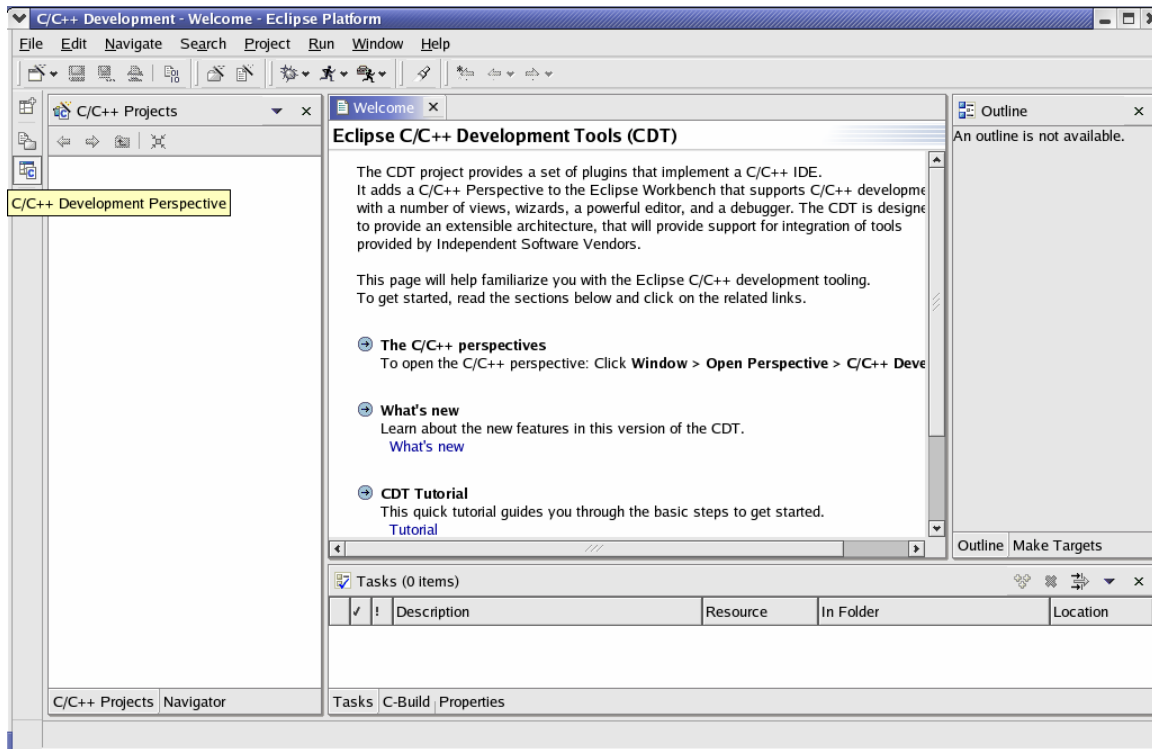 C/C++ Development - Welcome - Eclipse Platform
File Edit Navigate Search Project Run Window Help
C/C++ Projects
Welcome
Outline
Eclipse C/C++ Development Tools (CDT)
An outline is not available.
The CDT project provides a set of plugins that implement a C/C++ IDE.
It adds a C/C++ Perspective to the Eclipse Workbench that supports C/C++ developme
with a number of views, wizards, a powerful editor, and a debugger. The CDT is designe
to provide an extensible architecture, that will provide support for integration of tools
provided by Independent Software Vendors.
C/C++ Development Perspective
This page will help familiarize you with the Eclipse C/C++ development tooling.
To get started, read the sections below and click on the related links.
The C/C++ perspectives
To open the C/C++ perspective: Click Window > Open Perspective > C/C++ Deve
What's new
Learn about the new features in this version of the CDT.
What's new
CDT Tutorial
This quick tutorial guides you through the basic steps to get started.
Tutorial
Outline Make Targets
Tasks (0 items)
✓ ! Description Resource In Folder Location
C/C++ Projects Navigator
Tasks C-Build Properties